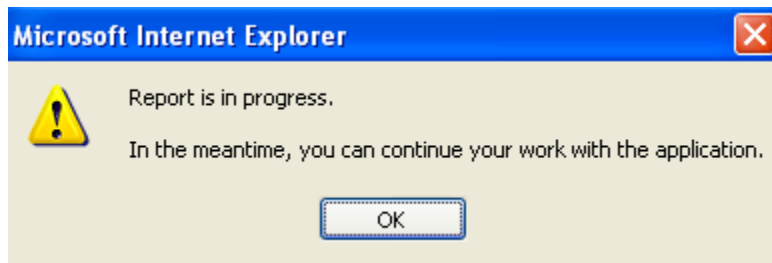 Microsoft Internet Explorer
Report is in progress.
In the meantime, you can continue your work with the application.
OK